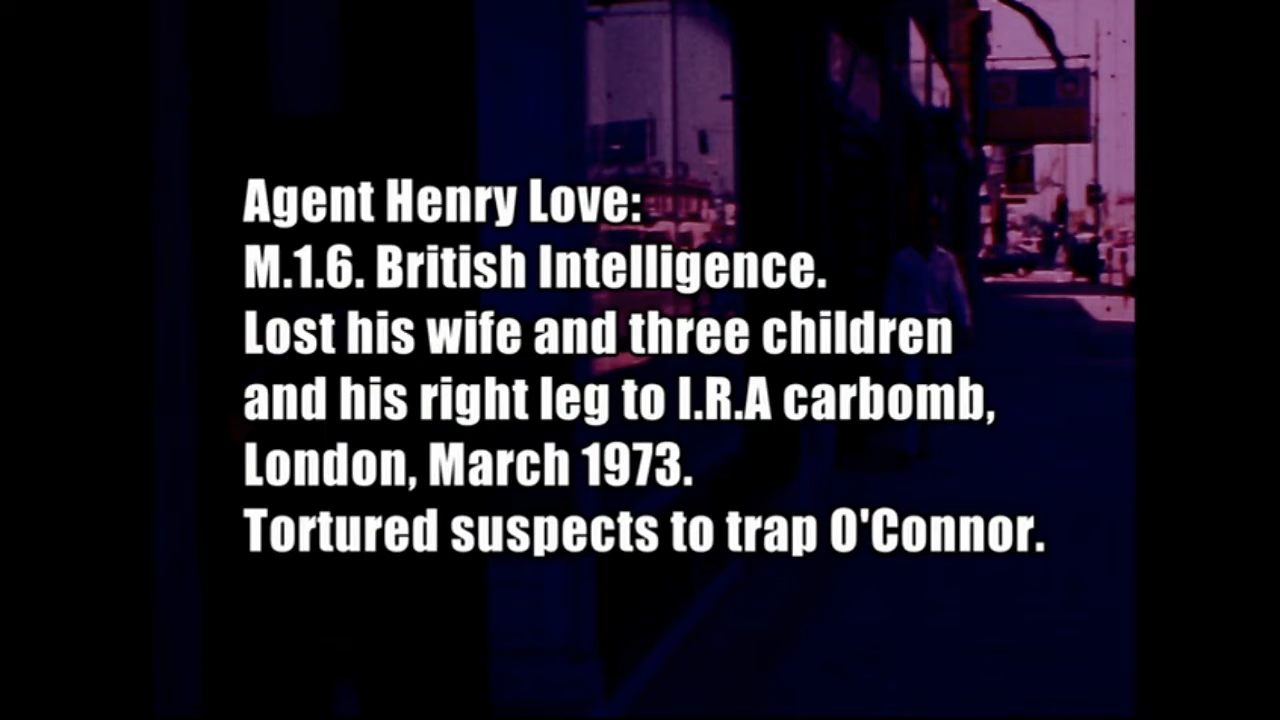 Agent Henry Love:
M.1.6. British Intelligence.
Lost his wife and three children
and his right leg to I.R.A carbomb,
London, March 1973.
Tortured suspects to trap O'Connor.